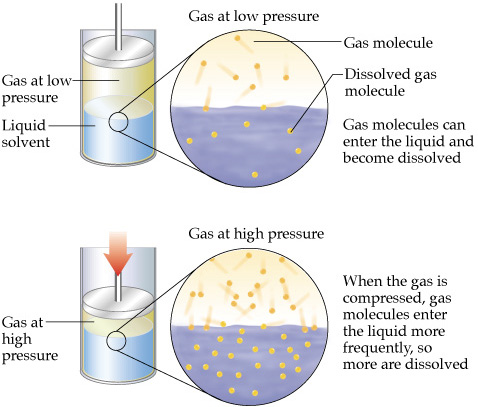 Gas at low pressure
Gas molecule
Dissolved gas
molecule
Gas at low
pressure
Liquid
solvent
Gas molecules can
enter the liquid and
become dissolved
Gas at high pressure
Gas at
high
pressure
When the gas is
compressed, gas
molecules enter
the liquid more
frequently, so
more are dissolved